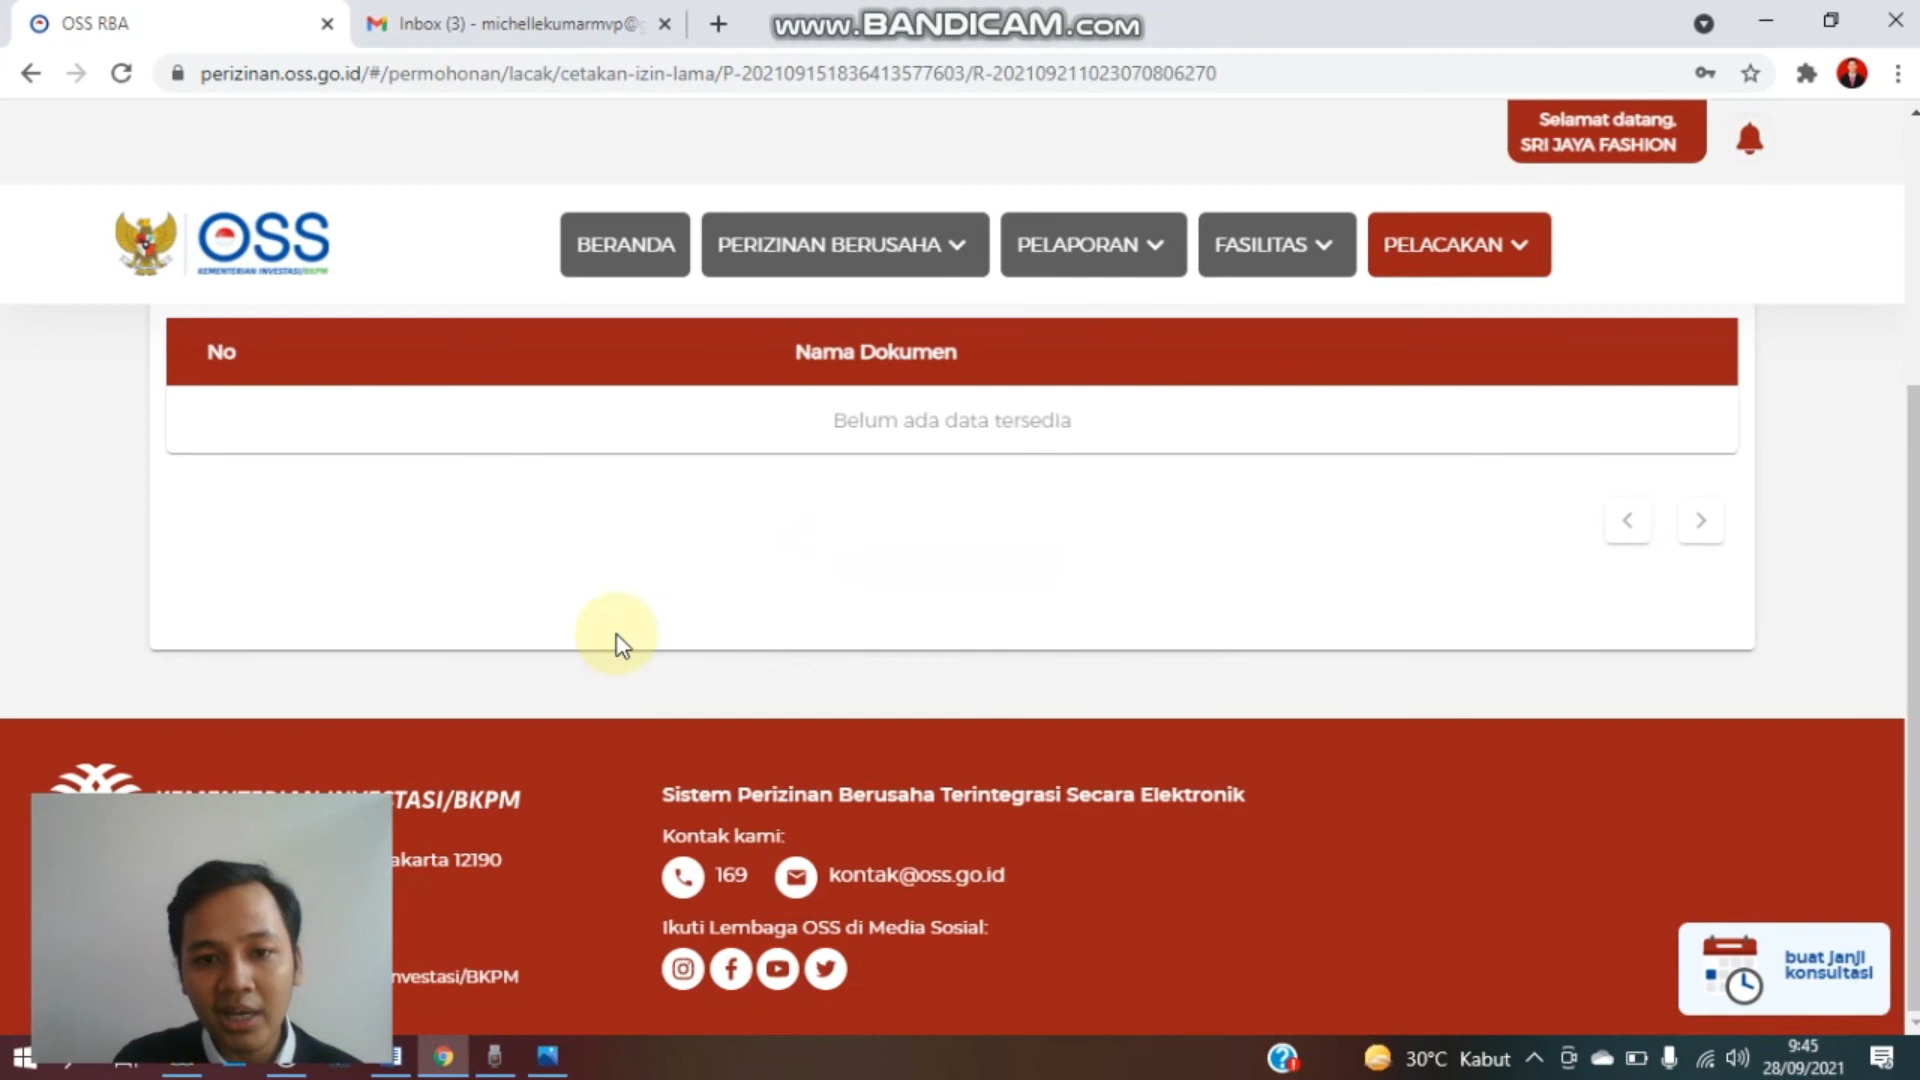 OSS RBA
Inbox (3) - michellekumarmvp@
www.BANDICAM.com
perizinan.oss.go.id/#/permohonan/lacak/cetakan-izin-lama/P-202109151836413577603/R-202109211023070806270
Selamat datang,
SRI JAYA FASHION
OSS
KEMENTERIAN INVESTASI/BKPM
BERANDA
PERIZINAN BERUSAHA
PELAPORAN
FASILITAS
PELACAKAN
No
Nama Dokumen
Belum ada data tersedia
TASI/BKPM
akarta 12190
nvestasi/BKPM
Sistem Perizinan Berusaha Terintegrasi Secara Elektronik
Kontak kami:
169
kontak@oss.go.id
Ikuti Lembaga OSS di Media Sosial:
buat janji
konsultasi
30°C Kabut
9:45
28/09/2021